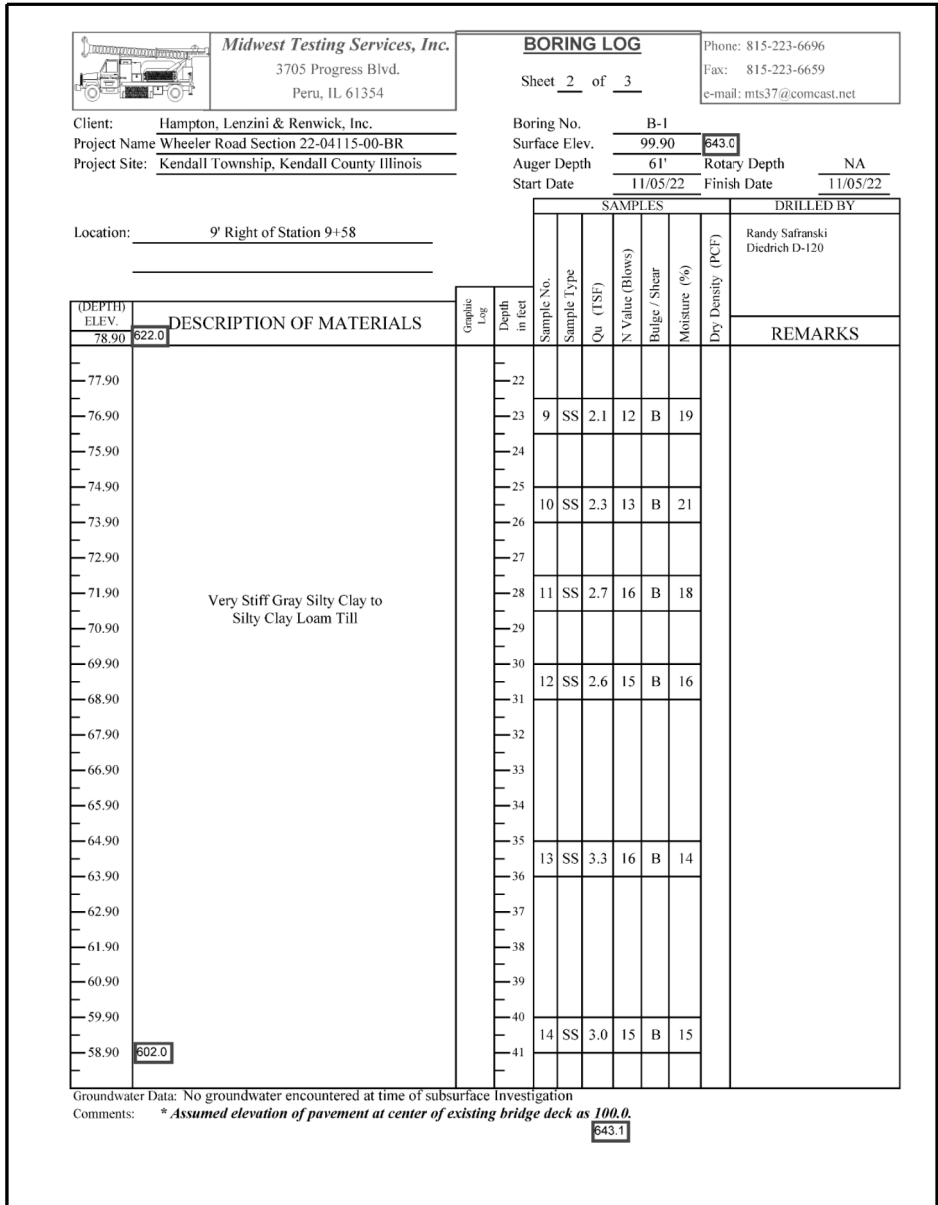 Midwest Testing Services, Inc.
3705 Progress Blvd.
Peru, IL 61354
BORING LOG
Sheet 2 of 3
Phone: 815-223-6696
Fax: 815-223-6659
e-mail: mts37@comcast.net
Client: Hampton, Lenzini & Renwick, Inc.
Project Name Wheeler Road Section 22-04115-00-BR
Project Site: Kendall Township, Kendall County Illinois
Boring No. B-1
Surface Elev. 99.90 643.0
Auger Depth 61' Rotary Depth NA
Start Date 11/05/22 Finish Date 11/05/22
SAMPLES DRILLED BY
Location: 9' Right of Station 9+58
Randy Safranski
Diedrich D-120
(DEPTH)
ELEV.
78.90 622.0
DESCRIPTION OF MATERIALS
Graphic
Log
Depth
in feet
Sample No.
Sample Type
Qu (TSF)
N Value (Blows)
Bulge / Shear
Moisture (%)
Dry Density (PCF)
REMARKS
77.90 22
76.90 23 9 SS 2.1 12 B 19
75.90 24
74.90 25
10 SS 2.3 13 B 21
73.90 26
72.90 27
71.90 28 11 SS 2.7 16 B 18
Very Stiff Gray Silty Clay to
Silty Clay Loam Till
70.90 29
69.90 30
12 SS 2.6 15 B 16
68.90 31
67.90 32
66.90 33
65.90 34
64.90 35
13 SS 3.3 16 B 14
63.90 36
62.90 37
61.90 38
60.90 39
59.90 40
14 SS 3.0 15 B 15
58.90 602.0 41
Groundwater Data: No groundwater encountered at time of subsurface Investigation
Comments: * Assumed elevation of pavement at center of existing bridge deck as 100.0.
643.1